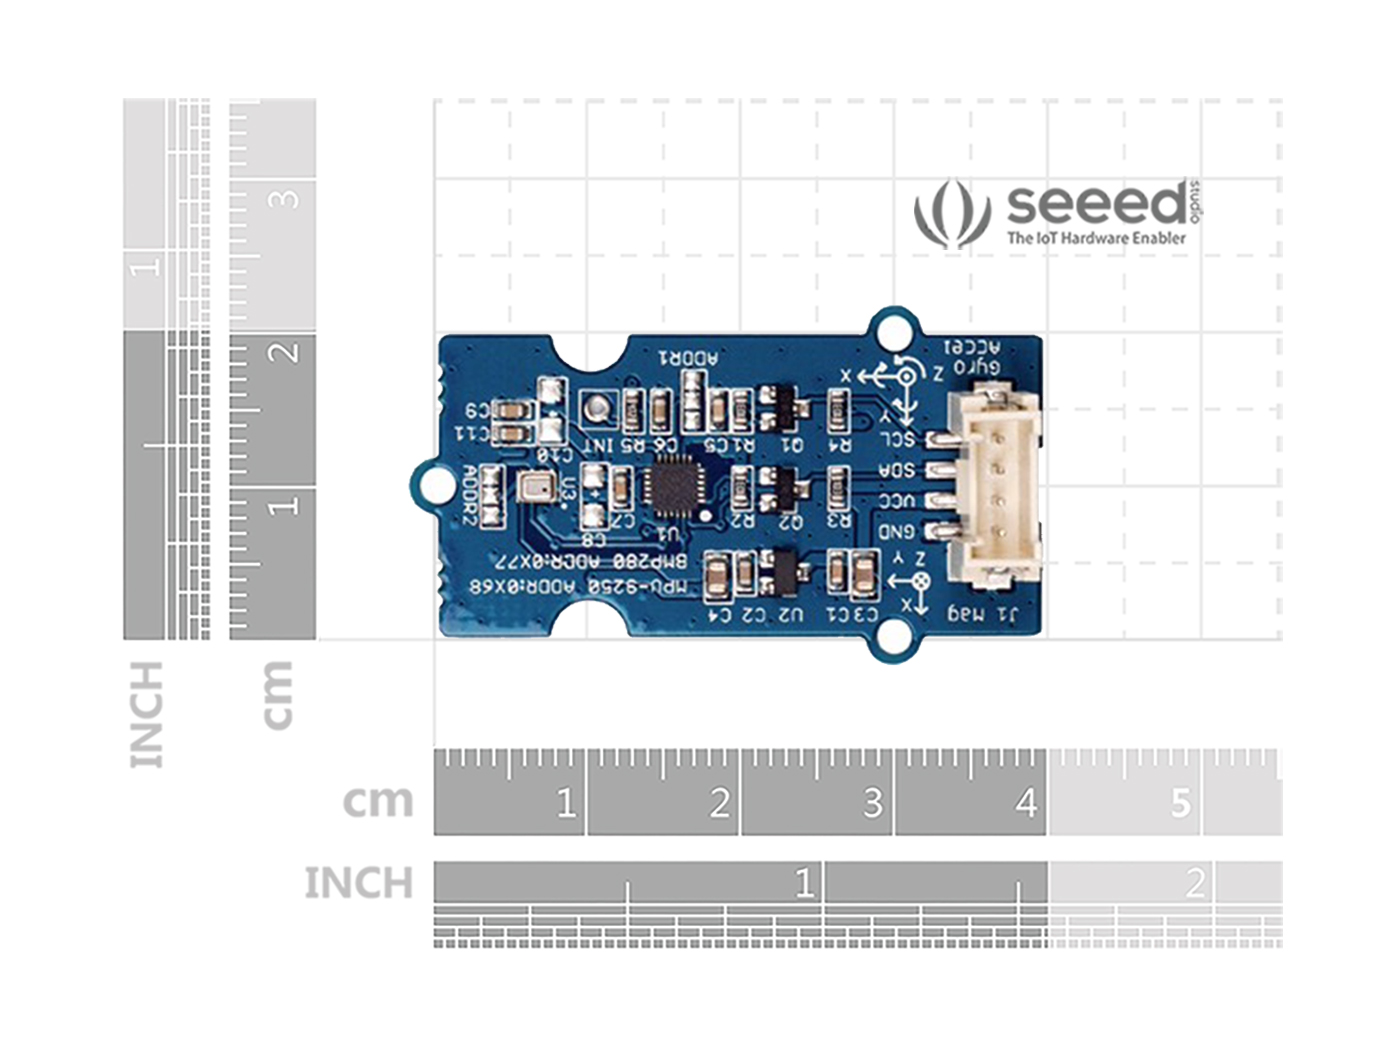 seeed
studio
The IoT Hardware Enabler
3
2
1
cm
1
INCH
ADDR1
Accel
Gyro
X
Z
Y
C9
C11
C10
INT
R5
C6
C5
R1
Q1
R4
SCL
SDA
VCC
GND
ADDR2
U3
C7
C8
U1
R2
Q2
R3
BMP280 ADDR:0X77
MPU-9250 ADDR:0X68
C4
C2
U2
C1
C3
Z
Y
X
J1
Mag
cm
1
2
3
4
5
INCH
1
2